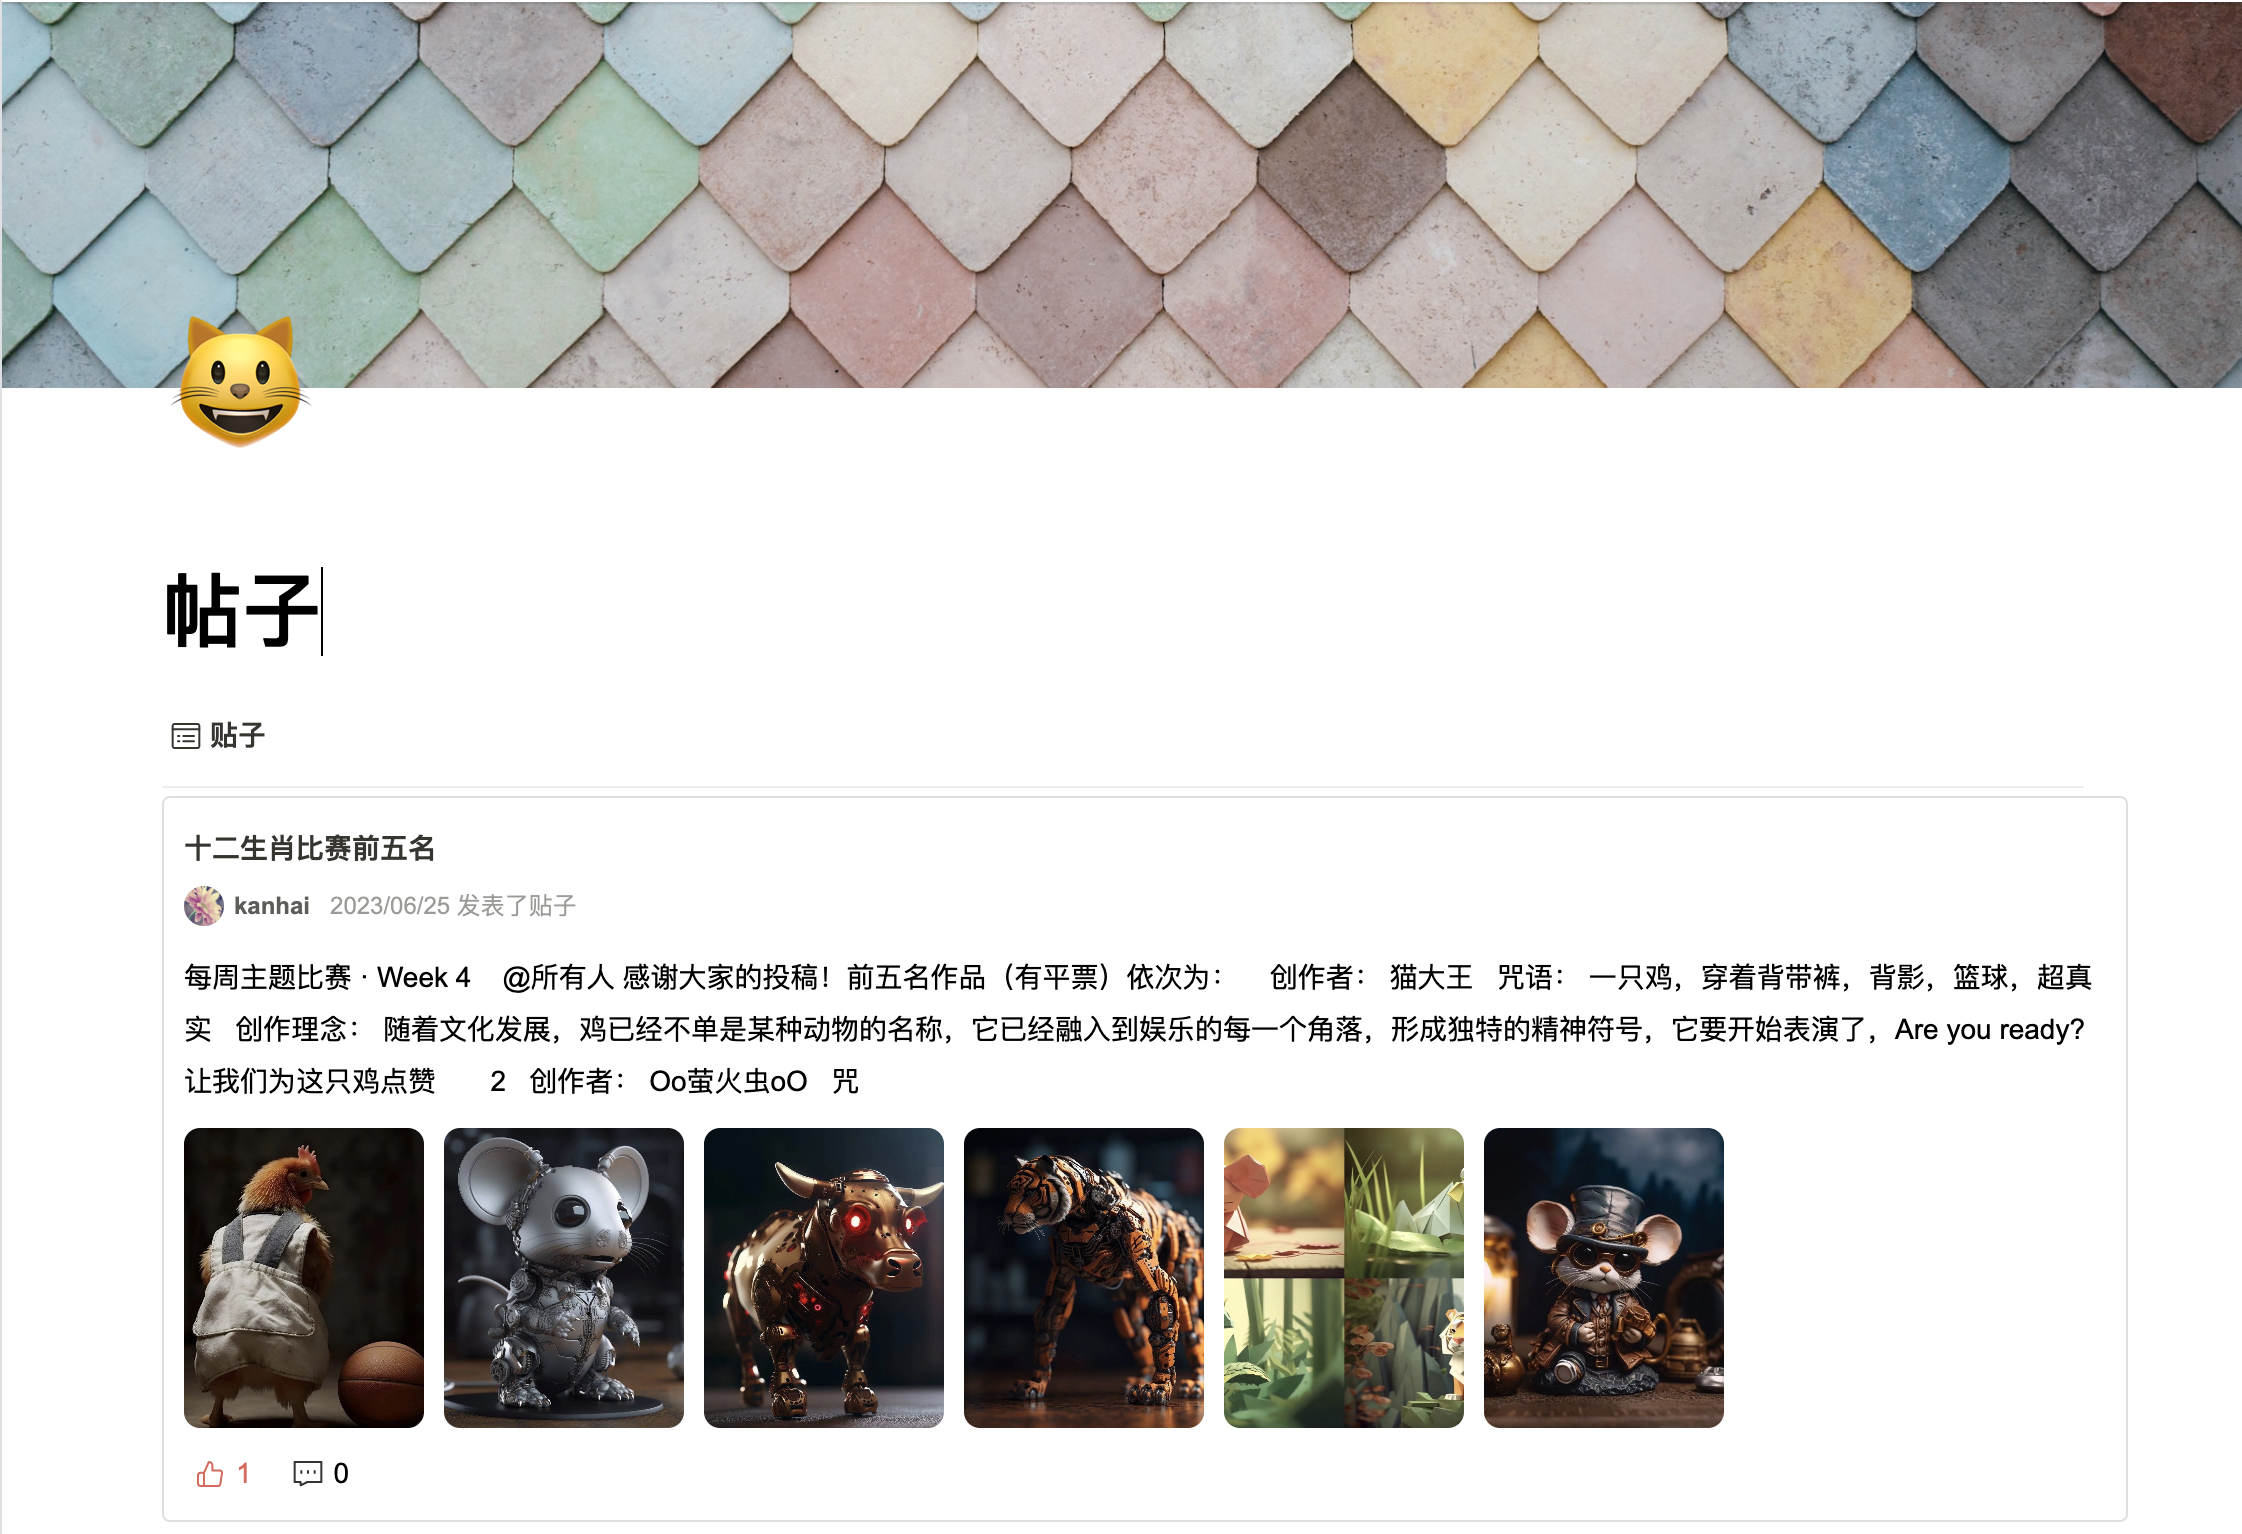 帖子
贴子
十二生肖比赛前五名
kanhai 2023/06/25 发表了贴子
每周主题比赛 · Week 4 @所有人 感谢大家的投稿！前五名作品（有平票）依次为： 创作者： 猫大王 咒语： 一只鸡，穿着背带裤，背影，篮球，超真
实 创作理念： 随着文化发展，鸡已经不单是某种动物的名称，它已经融入到娱乐的每一个角落，形成独特的精神符号，它要开始表演了，Are you ready?
让我们为这只鸡点赞 2 创作者： Oo萤火虫oO 咒
1 0